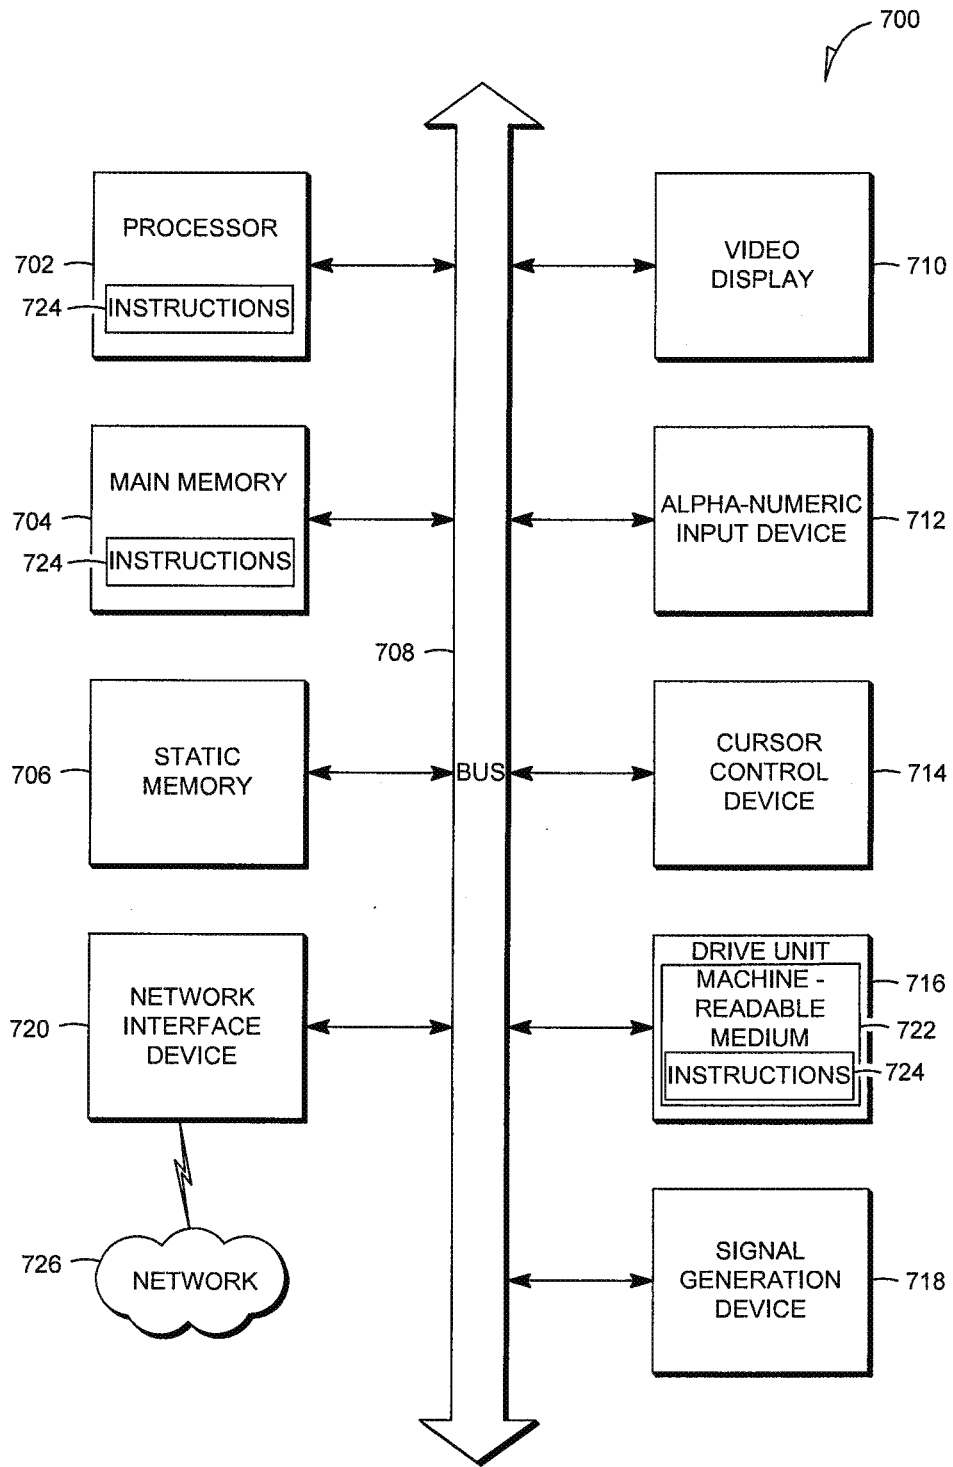 700
PROCESSOR
702
724
INSTRUCTIONS
VIDEO
DISPLAY
710
MAIN MEMORY
704
724
INSTRUCTIONS
ALPHA-NUMERIC
INPUT DEVICE
712
708
STATIC
MEMORY
706
BUS
CURSOR
CONTROL
DEVICE
714
NETWORK
INTERFACE
DEVICE
720
DRIVE UNIT
716
MACHINE -
READABLE
MEDIUM
722
INSTRUCTIONS
724
726
NETWORK
SIGNAL
GENERATION
DEVICE
718